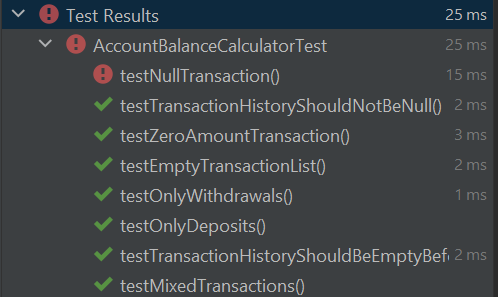 Test Results 25 ms
AccountBalanceCalculatorTest 25 ms
testNullTransaction() 15 ms
testTransactionHistoryShouldNotBeNull() 2 ms
testZeroAmountTransaction() 3 ms
testEmptyTransactionList() 2 ms
testOnlyWithdrawals() 1 ms
testOnlyDeposits()
testTransactionHistoryShouldBeEmptyBef 2 ms
testMixedTransactions()